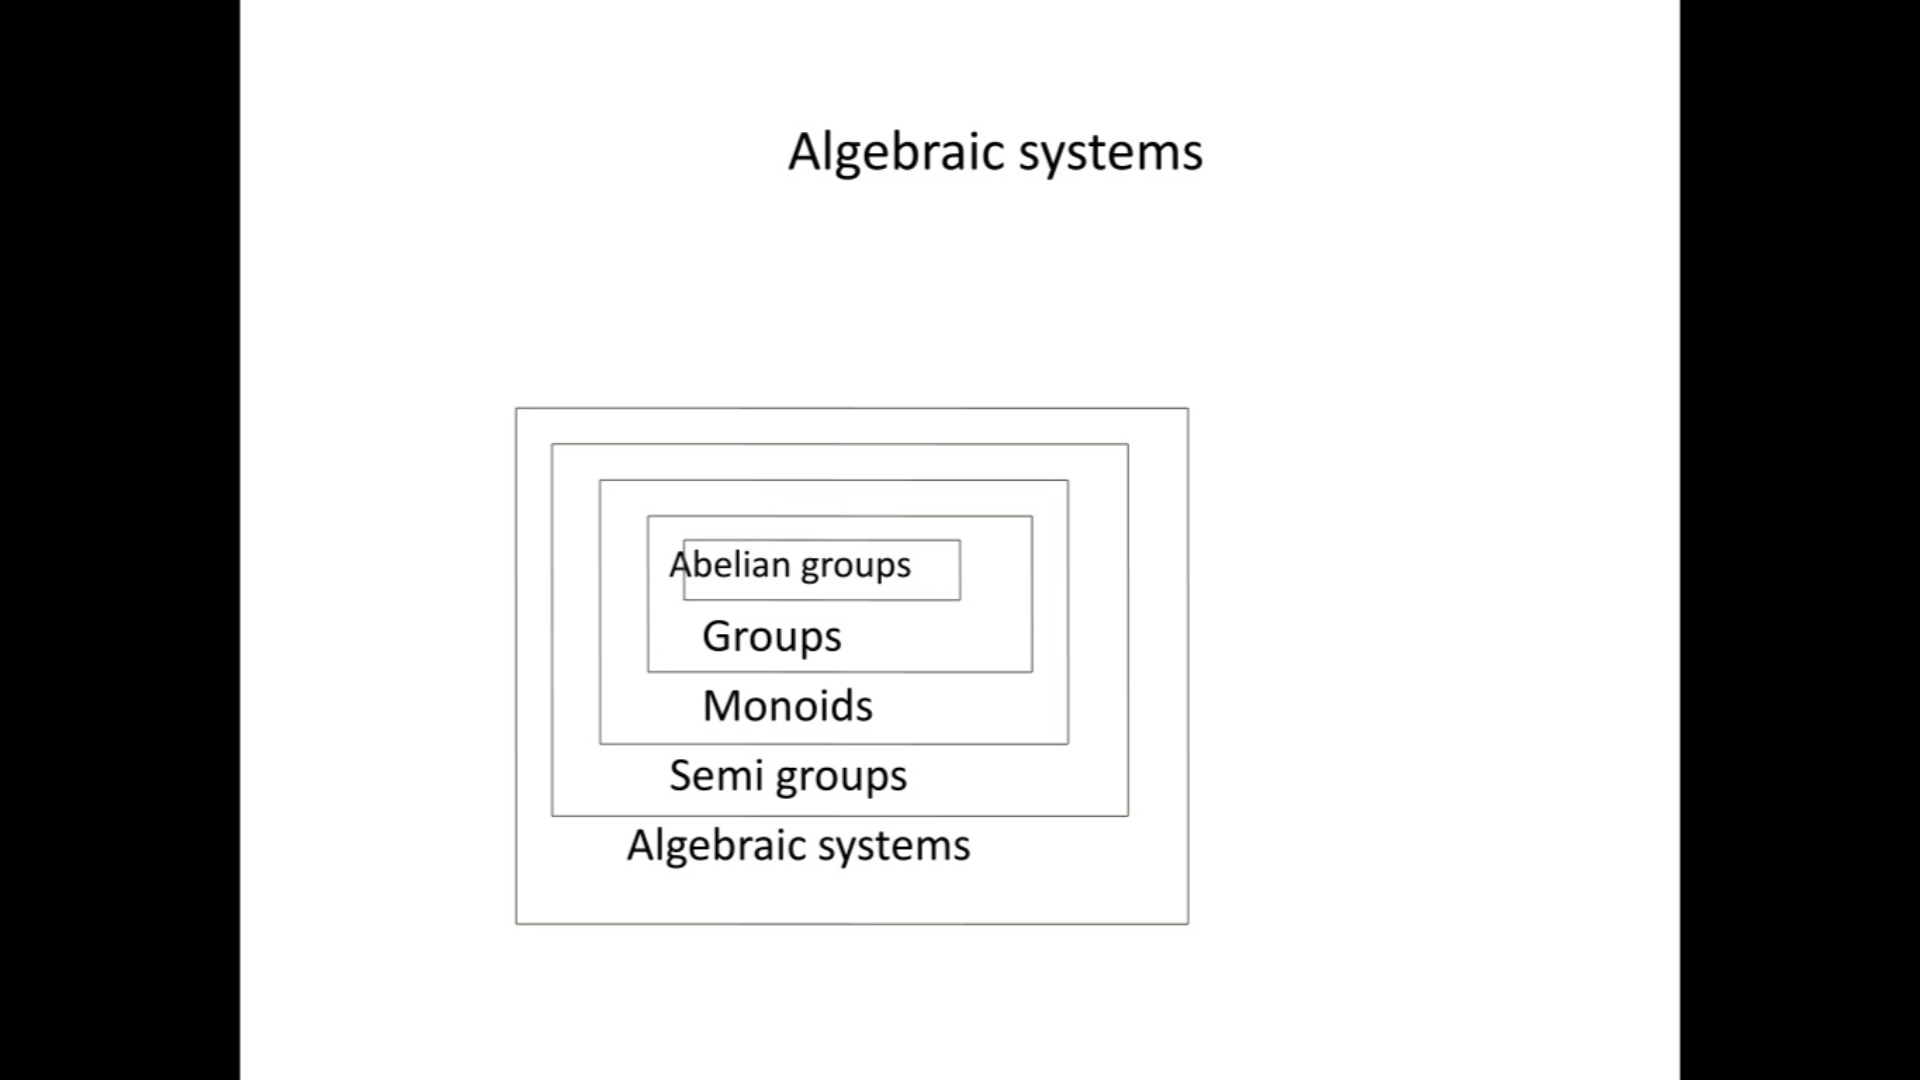 Algebraic systems
Abelian groups
Groups
Monoids
Semi groups
Algebraic systems